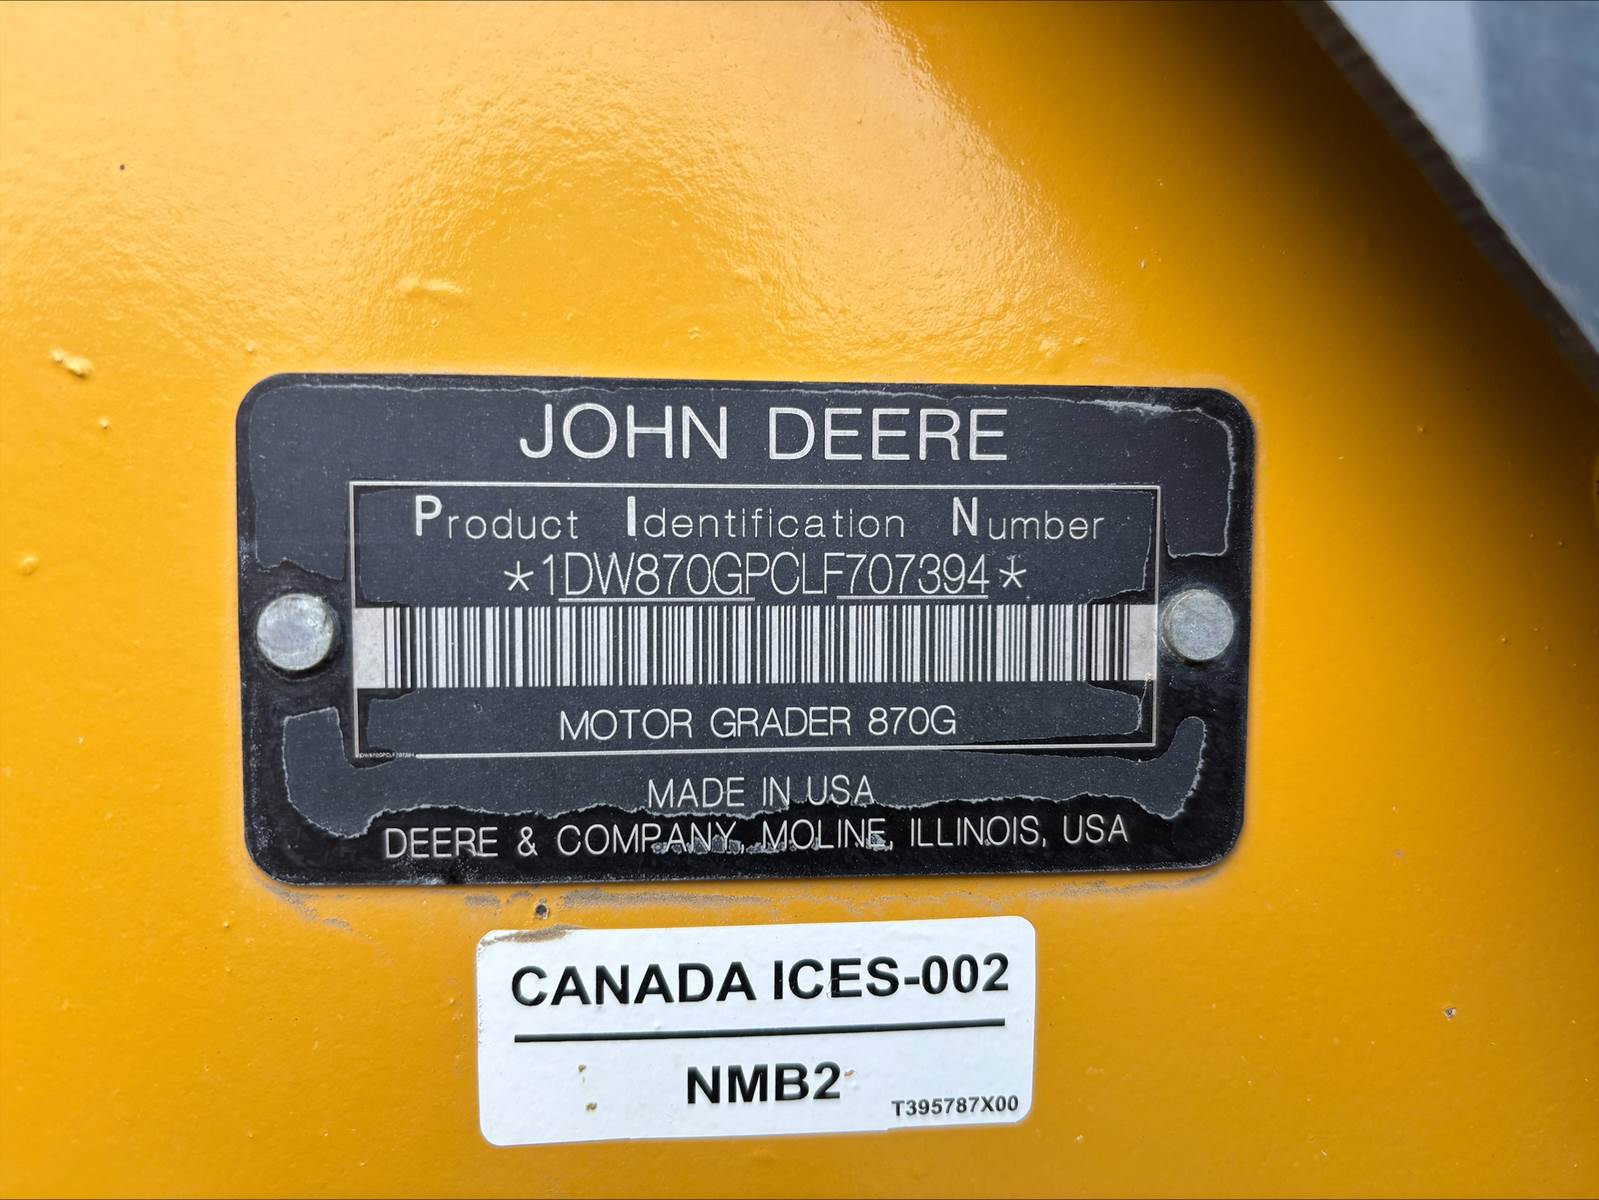 JOHN DEERE
Product Identification Number
*1DW870GPCLF707394*
MOTOR GRADER 870G
1DW870GPCLF707394
MADE IN USA
DEERE & COMPANY, MOLINE, ILLINOIS, USA
CANADA ICES-002
NMB2
T395787X00